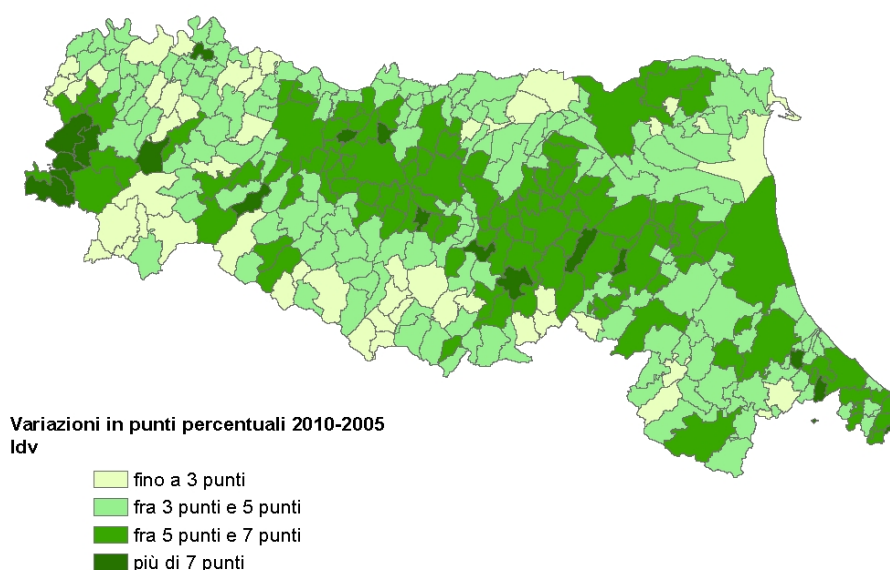 Variazioni in punti percentuali 2010-2005
Idv
fino a 3 punti
fra 3 punti e 5 punti
fra 5 punti e 7 punti
più di 7 punti